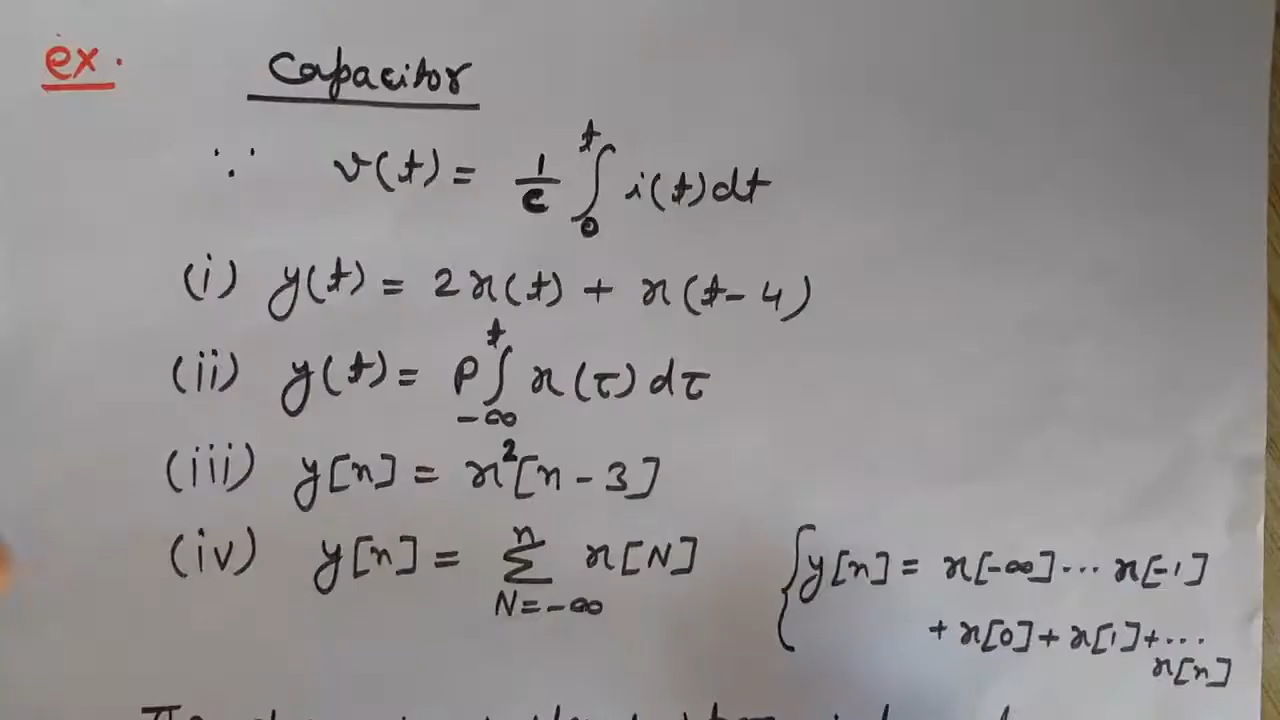 ex.
Capacitor
∵ v(t) = 1/C ∫₀ᵗ i(t)dt
(i) y(t) = 2x(t) + x(t-4)
(ii) y(t) = P∫₋∞ᵗ x(τ)dτ
(iii) y[n] = x²[n-3]
(iv) y[n] = Σ_{N=-∞}^{n} x[N]
{y[n] = x[-∞]... x[-1]
+ x[0] + x[1] + ...
x[n]